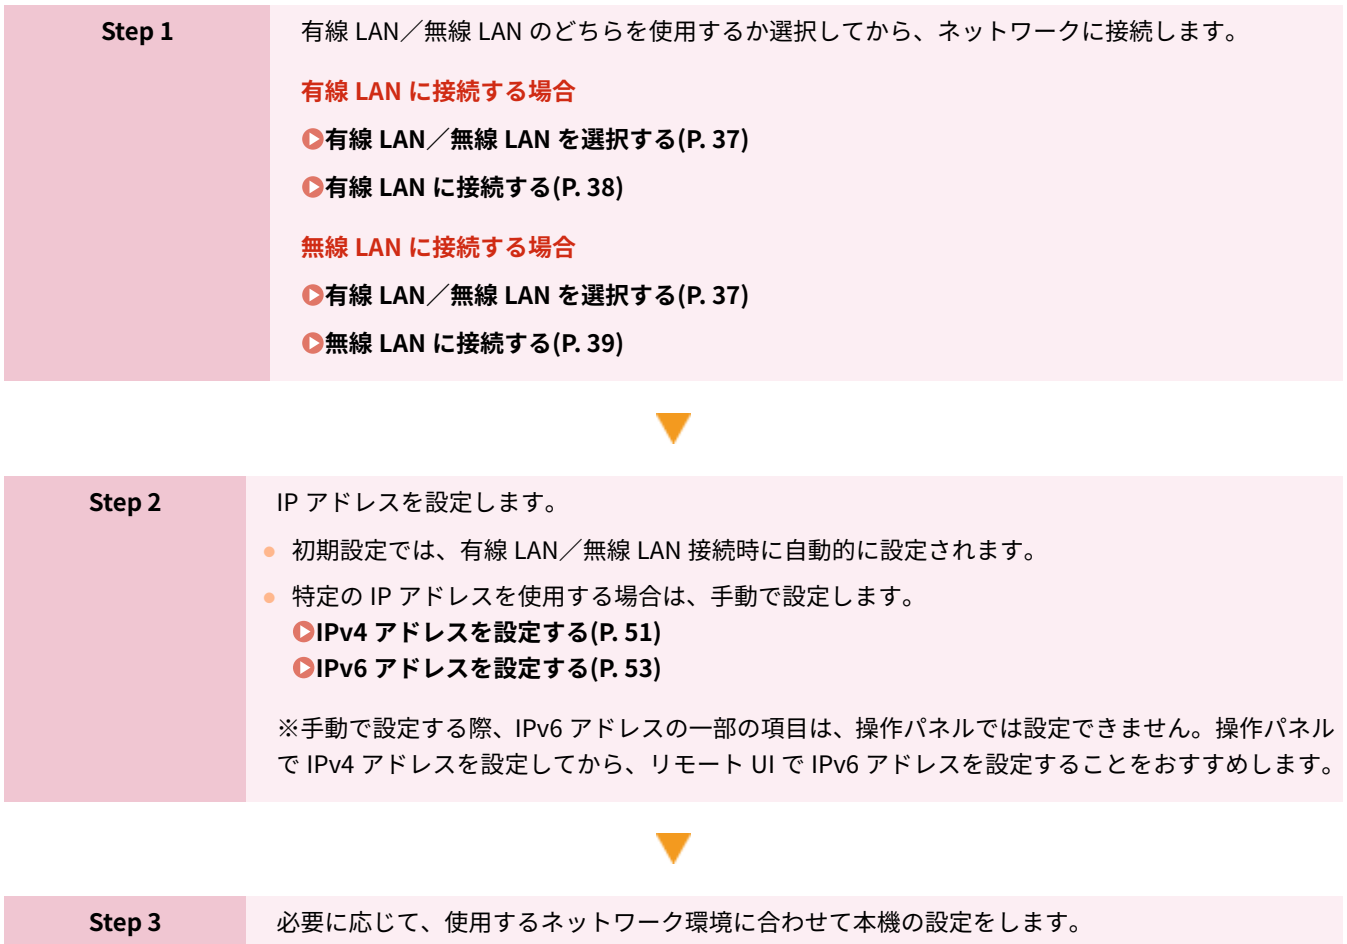 Step 1
有線 LAN／無線 LAN のどちらを使用するか選択してから、ネットワークに接続します。
有線 LAN に接続する場合
有線 LAN／無線 LAN を選択する(P. 37)
有線 LAN に接続する(P. 38)
無線 LAN に接続する場合
有線 LAN／無線 LAN を選択する(P. 37)
無線 LAN に接続する(P. 39)
Step 2
IP アドレスを設定します。
初期設定では、有線 LAN／無線 LAN 接続時に自動的に設定されます。
特定の IP アドレスを使用する場合は、手動で設定します。
IPv4 アドレスを設定する(P. 51)
IPv6 アドレスを設定する(P. 53)
※手動で設定する際、IPv6 アドレスの一部の項目は、操作パネルでは設定できません。操作パネル
で IPv4 アドレスを設定してから、リモート UI で IPv6 アドレスを設定することをおすすめします。
Step 3
必要に応じて、使用するネットワーク環境に合わせて本機の設定をします。